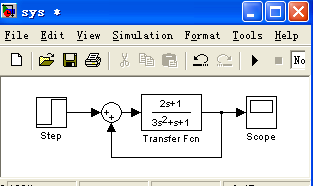 sys *
File Edit View Simulation Format Tools Help
No
2s+1
3s²+s+1
+
+
Step
Transfer Fcn
Scope